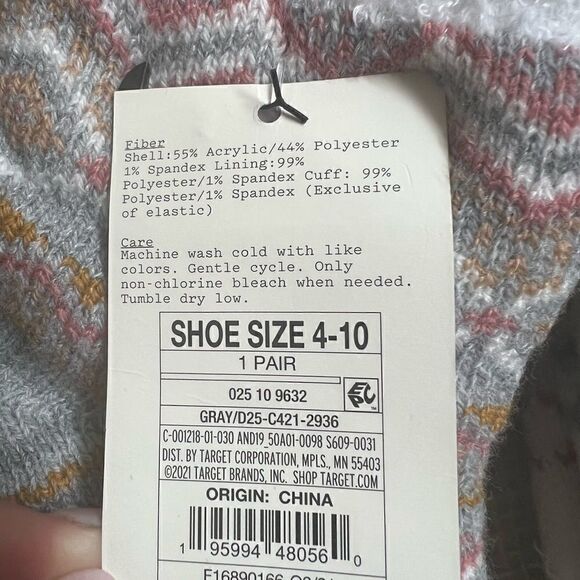 Fiber
Shell:55% Acrylic/44% Polyester
1% Spandex Lining:99%
Polyester/1% Spandex Cuff: 99%
Polyester/1% Spandex (Exclusive
of elastic)
Care
Machine wash cold with like
colors. Gentle cycle. Only
non-chlorine bleach when needed.
Tumble dry low.
SHOE SIZE 4-10
1 PAIR
025 10 9632
EPC™
GRAY/D25-C421-2936
C-001218-01-030 AND19_50A01-0098 S609-0031
DIST. BY TARGET CORPORATION, MPLS., MN 55403
©2021 TARGET BRANDS, INC. SHOP TARGET.COM
ORIGIN: CHINA
1 95994 48056 0